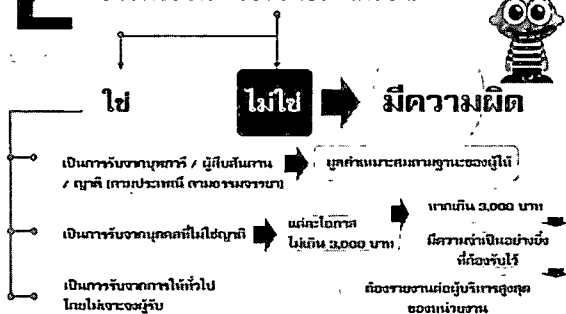 ใช่
ไม่ใช่
มีความผิด
เป็นการรับจากบุพการี / ผู้สืบสันดาน
/ ญาติ (ตามประเพณี ตามธรรมจรรยา)
มูลค่าเหมาะสมตามฐานะของผู้ให้
เป็นการรับจากบุคคลที่ไม่ใช่ญาติ
แต่ละโอกาส
ไม่เกิน 3,000 บาท
หากเกิน 3,000 บาท
มีความจำเป็นอย่างยิ่ง
ที่ต้องรับไว้
เป็นการรับจากการให้ทั่วไป
โดยไม่เจาะจงผู้รับ
ต้องรายงานต่อผู้บริหารสูงสุด
ของหน่วยงาน